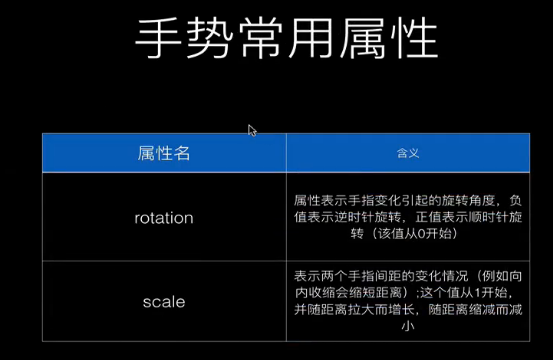 手势常用属性
属性名
含义
rotation
属性表示手指变化引起的旋转角度，负
值表示逆时针旋转，正值表示顺时针旋
转（该值从0开始）
scale
表示两个手指间距的变化情况（例如向
内收缩会缩短距离）;这个值从1开始，
并随距离拉大而增长，随距离缩减而减
小